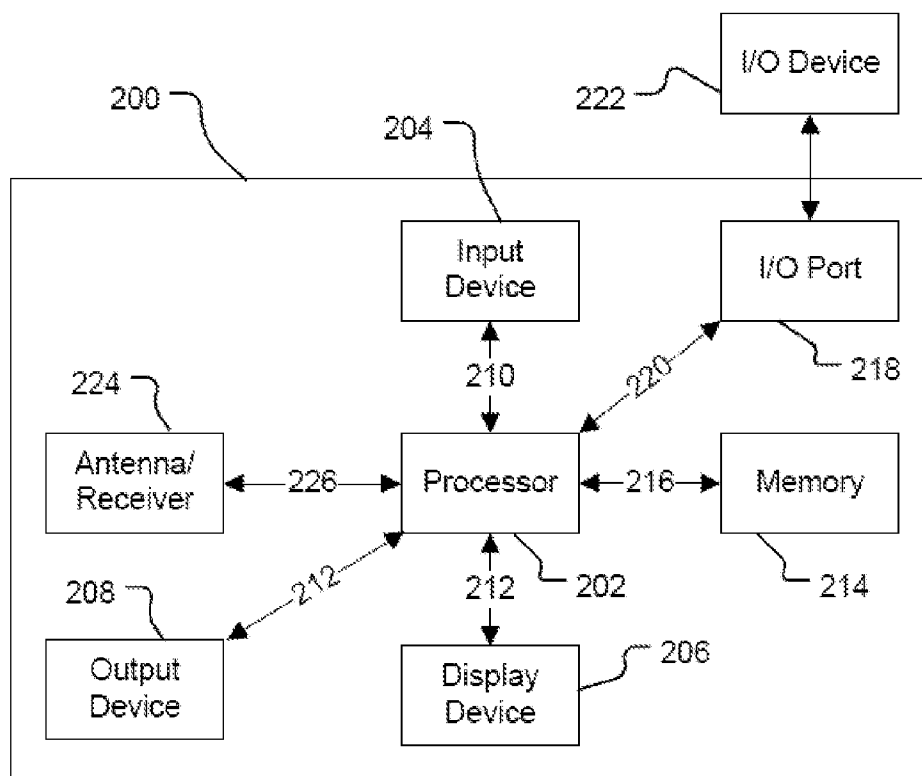 I/O Device
222
200
204
Input
Device
I/O Port
218
210
220
224
Antenna/
Receiver
226
Processor
216
Memory
212
212
202
214
208
Output
Device
Display
Device
206